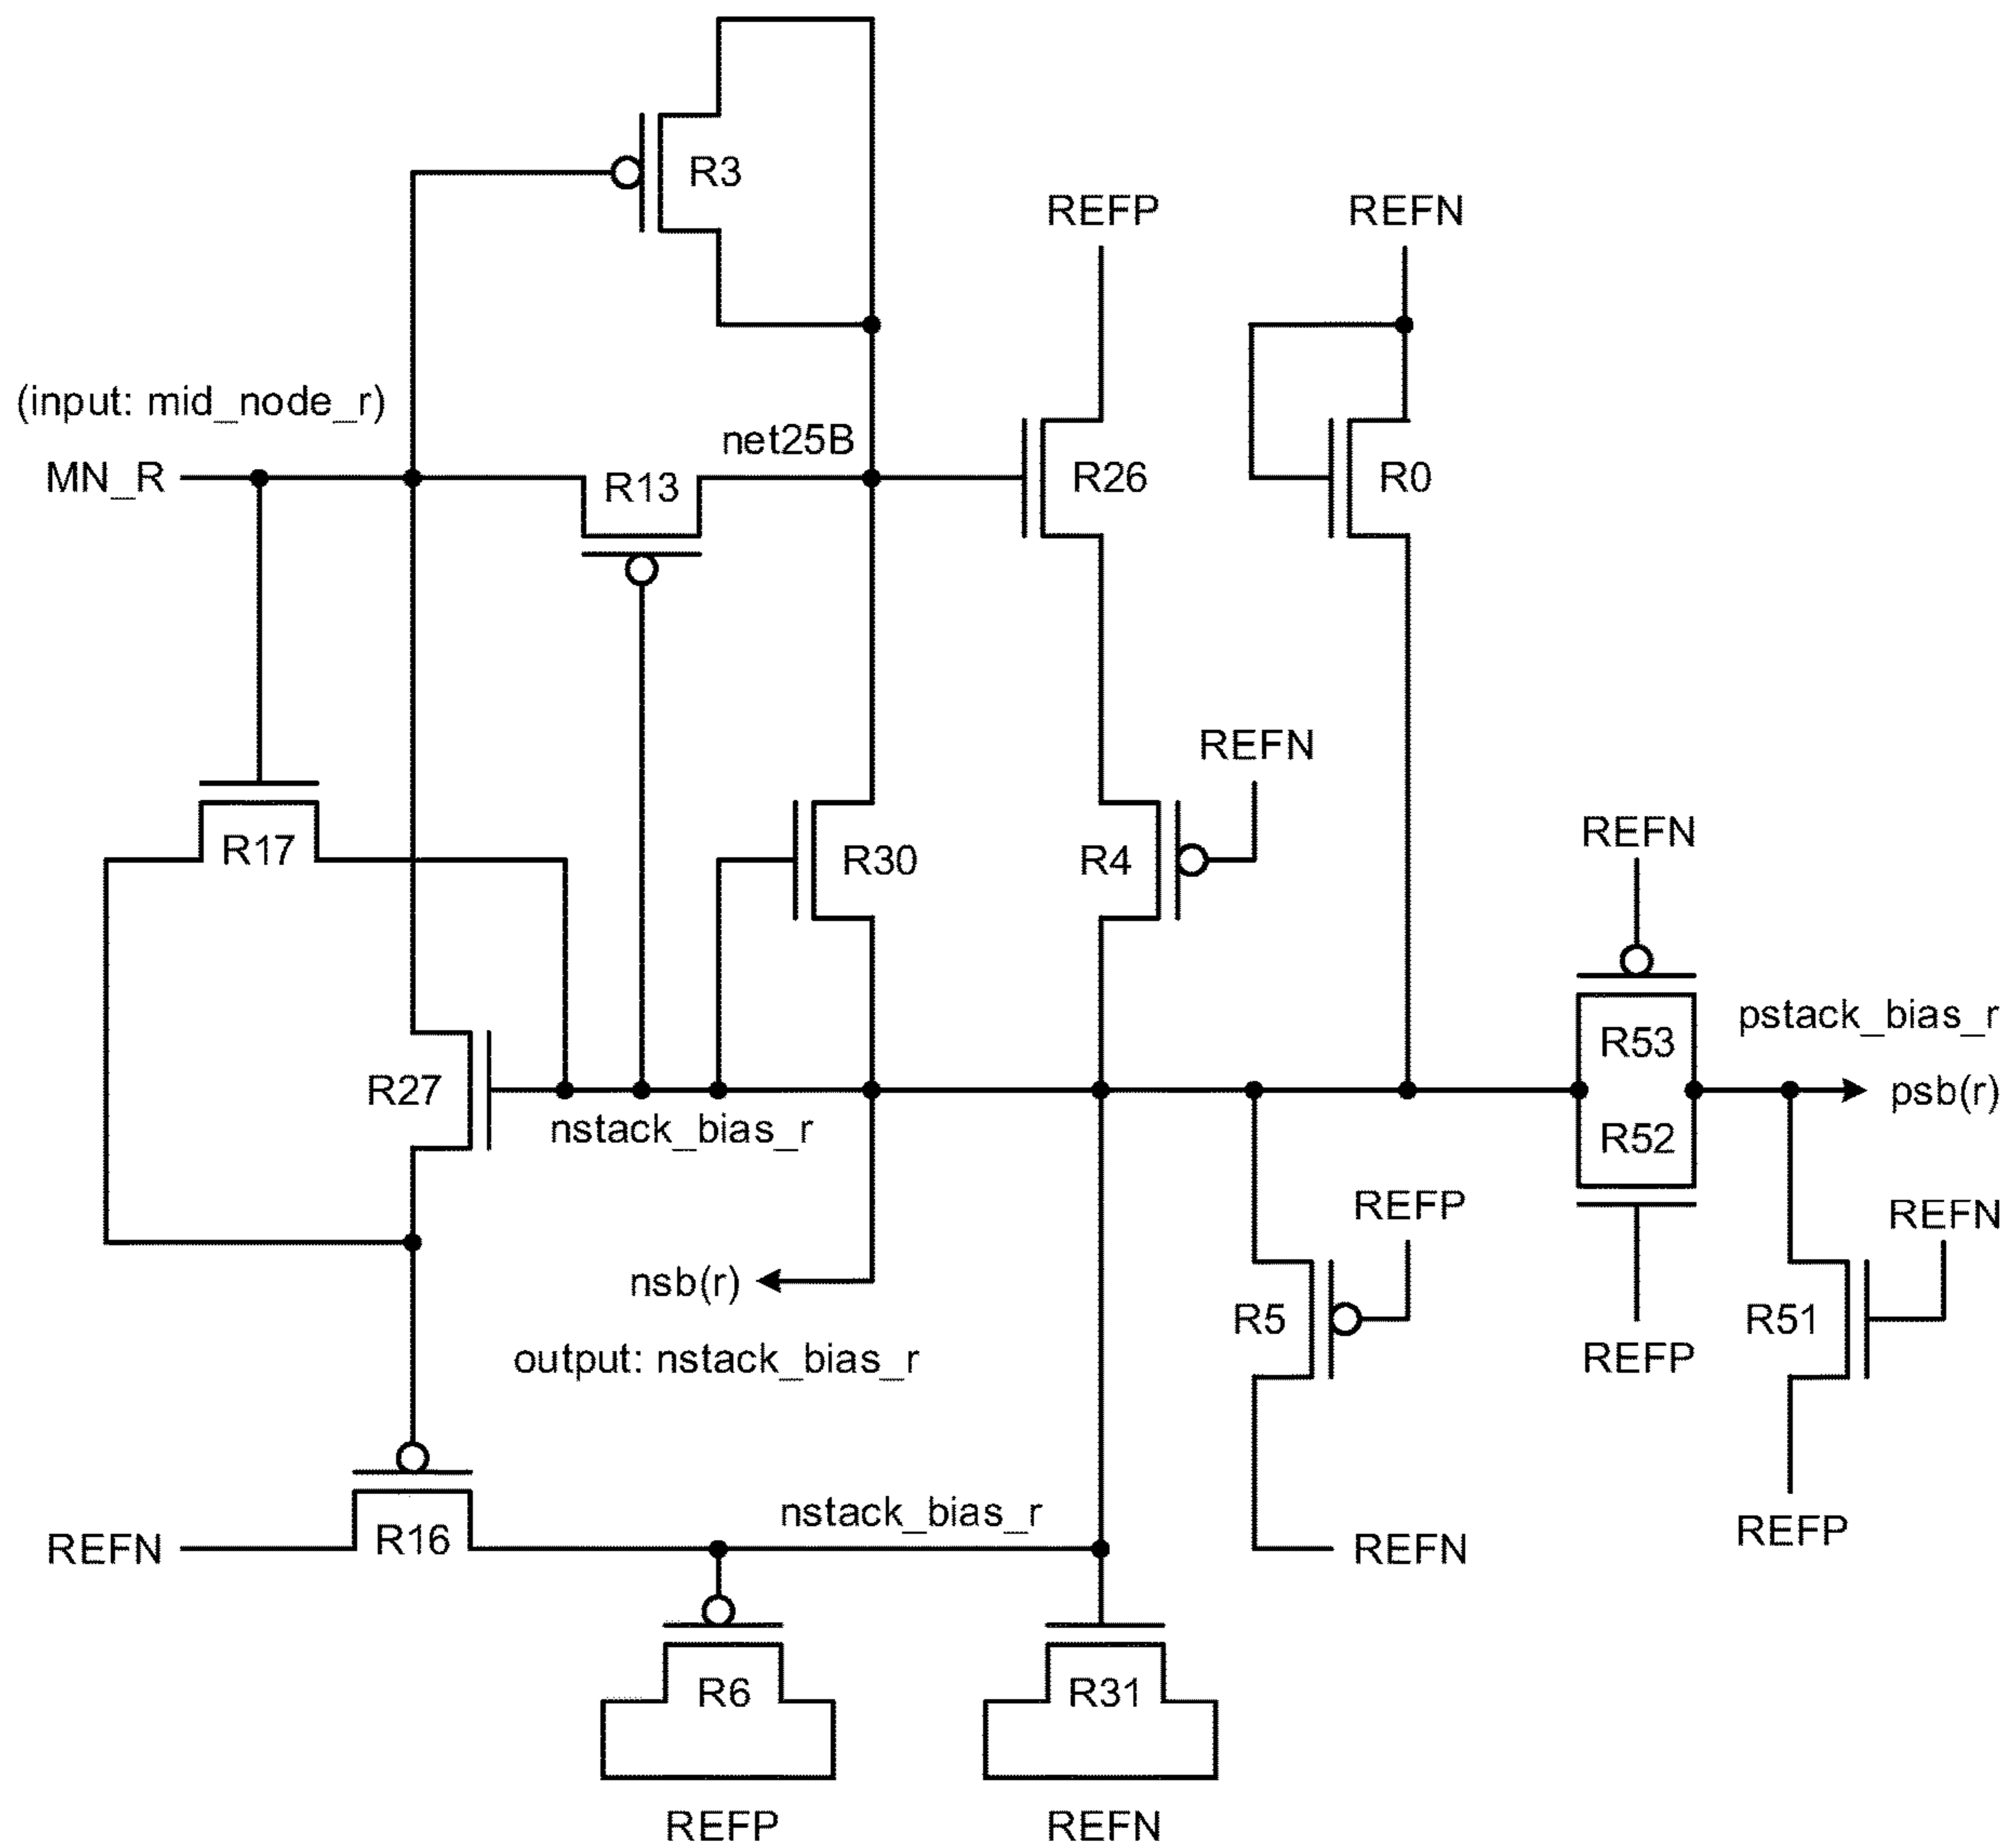 R3
REFP
REFN
(input: mid_node_r)
net25B
MN_R
R13
R26
R0
REFN
R17
R30
R4
REFN
R53
pstack_bias_r
R27
psb(r)
nstack_bias_r
R52
REFP
REFN
nsb(r)
R5
R51
output: nstack_bias_r
REFP
nstack_bias_r
REFP
REFN
R16
REFN
R6
R31
REFP
REFN